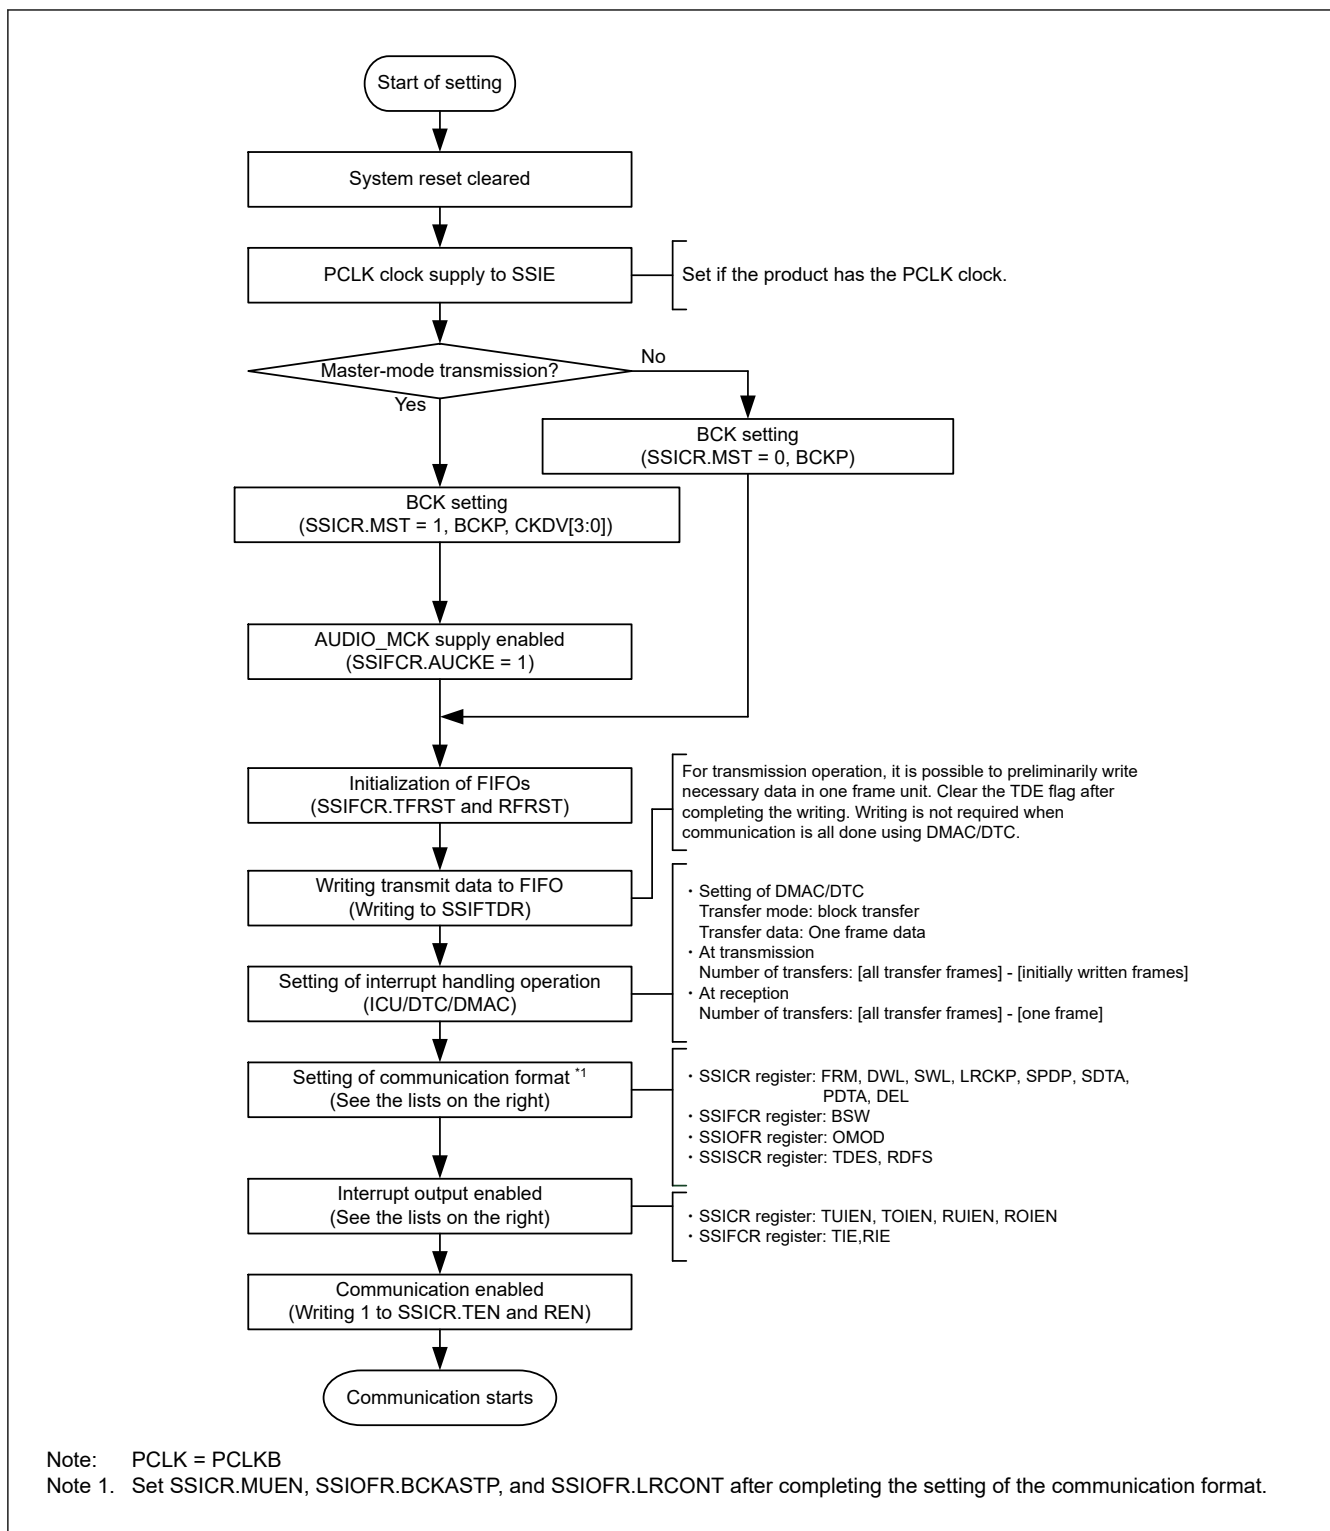 Start of setting
System reset cleared
PCLK clock supply to SSIE
Set if the product has the PCLK clock.
Master-mode transmission?
No
Yes
BCK setting
(SSICR.MST = 0, BCKP)
BCK setting
(SSICR.MST = 1, BCKP, CKDV[3:0])
AUDIO_MCK supply enabled
(SSIFCR.AUCKE = 1)
Initialization of FIFOs
(SSIFCR.TFRST and RFRST)
For transmission operation, it is possible to preliminarily write
necessary data in one frame unit. Clear the TDE flag after
completing the writing. Writing is not required when
communication is all done using DMAC/DTC.
Writing transmit data to FIFO
(Writing to SSIFTDR)
・Setting of DMAC/DTC
Transfer mode: block transfer
Transfer data: One frame data
・At transmission
Number of transfers: [all transfer frames] - [initially written frames]
・At reception
Number of transfers: [all transfer frames] - [one frame]
Setting of interrupt handling operation
(ICU/DTC/DMAC)
Setting of communication format *1
(See the lists on the right)
・SSICR register: FRM, DWL, SWL, LRCKP, SPDP, SDTA,
PDTA, DEL
・SSIFCR register: BSW
・SSIOFR register: OMOD
・SSISCR register: TDES, RDFS
Interrupt output enabled
(See the lists on the right)
・SSICR register: TUIEN, TOIEN, RUIEN, ROIEN
・SSIFCR register: TIE,RIE
Communication enabled
(Writing 1 to SSICR.TEN and REN)
Communication starts
Note: PCLK = PCLKB
Note 1. Set SSICR.MUEN, SSIOFR.BCKASTP, and SSIOFR.LRCONT after completing the setting of the communication format.